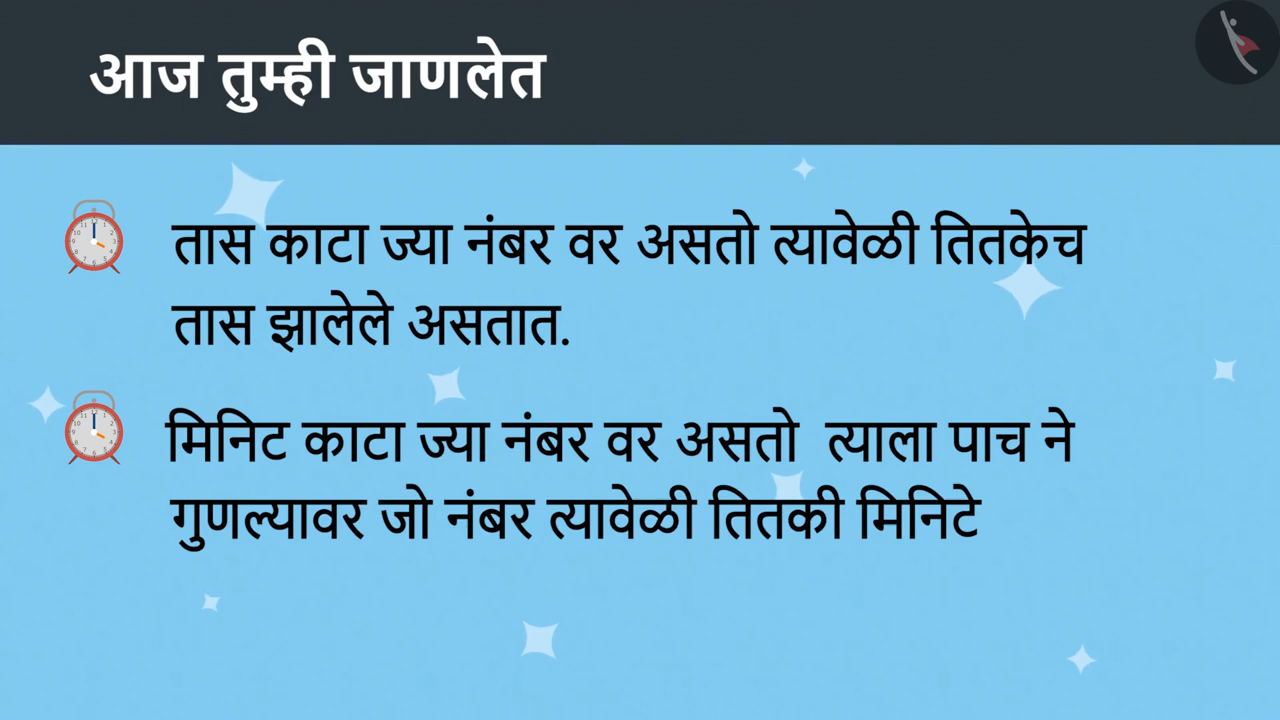 आज तुम्ही जाणलेत
तास काटा ज्या नंबर वर असतो त्यावेळी तितकेच
तास झालेले असतात.
मिनिट काटा ज्या नंबर वर असतो त्याला पाच ने
गुणल्यावर जो नंबर त्यावेळी तितकी मिनिटे